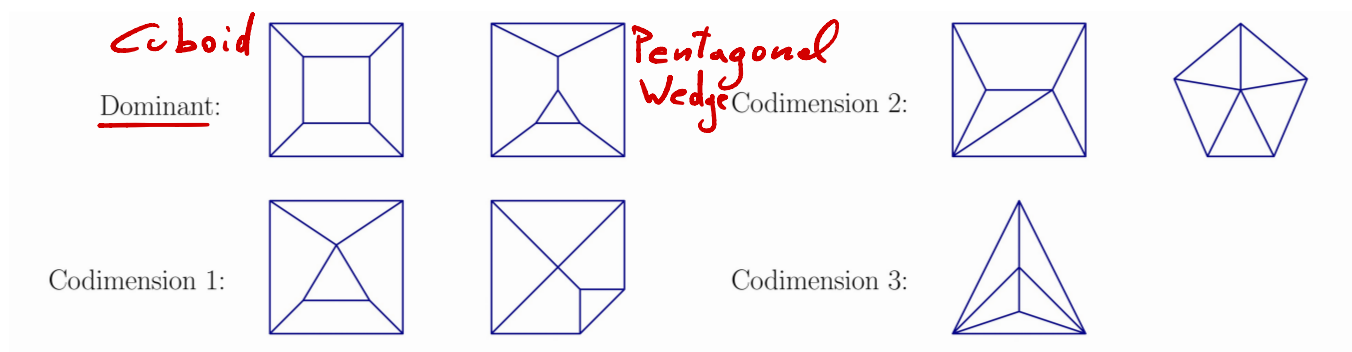 Cuboid
Pentagonal
Wedge
Dominant:
Codimension 2:
Codimension 1:
Codimension 3: